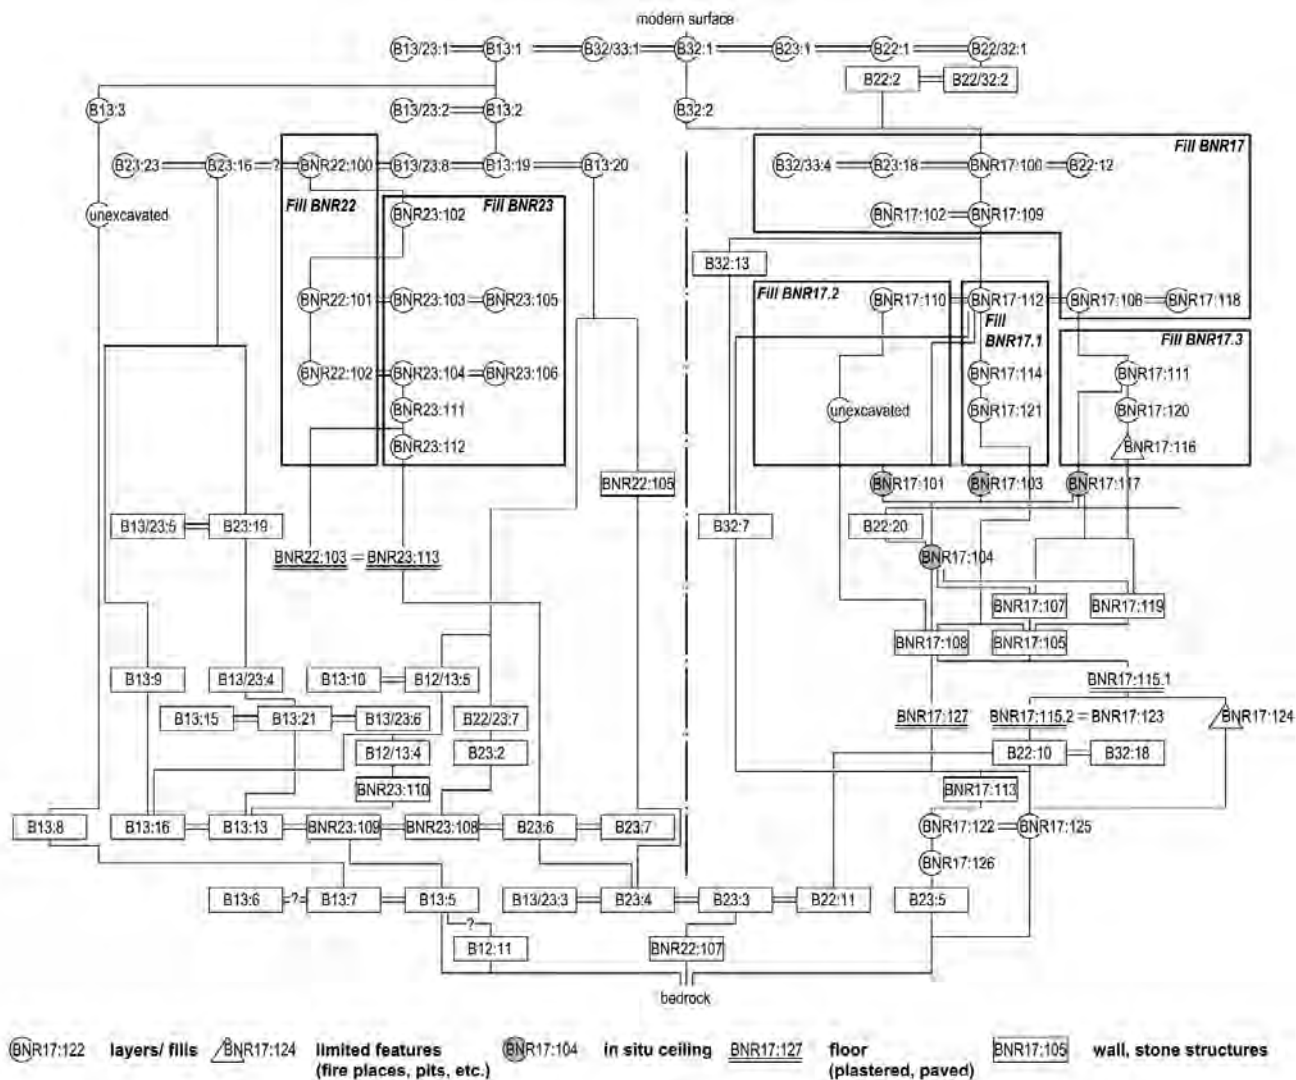 modern surface
B13/23:1 B13:1 B32/33:1 B32:1 B23:1 B22:1 B22/32:1
B22:2 B22/32:2
B13:3 B13/23:2 B13:2 B32:2
Fill BNR17
B23:23 B23:16 ? BNR22:100 B13/23:8 B13:19 B13:20 B32/33:4 B23:18 BNR17:100 B22:12
Fill BNR22 Fill BNR23
unexcavated BNR23:102 BNR17:102 BNR17:109
B32:13
Fill BNR17.2
BNR22:101 BNR23:103 BNR23:105 BNR17:110 BNR17:112 BNR17:106 BNR17:118
Fill
BNR17.1
Fill BNR17.3
BNR22:102 BNR23:104 BNR23:106 BNR17:114 BNR17:111
BNR23:111 unexcavated BNR17:121 BNR17:120
BNR23:112 BNR17:116
BNR22:105 BNR17:101 BNR17:103 BNR17:117
B13/23:5 B23:19 B32:7 B22:20
BNR22:103 = BNR23:113 BNR17:104
BNR17:107 BNR17:119
BNR17:108 BNR17:105
B13:9 B13/23:4 B13:10 B12/13:5 BNR17:115.1
B13:15 B13:21 B13/23:6 B22/23:7 BNR17:127 BNR17:115.2 = BNR17:123 BNR17:124
B12/13:4 B23:2 B22:10 B32:18
BNR23:110 BNR17:113
B13:8 B13:16 B13:13 BNR23:109 BNR23:108 B23:6 B23:7 BNR17:122 BNR17:125
BNR17:126
B13:6 ? B13:7 B13:5 B13/23:3 B23:4 B23:3 B22:11 B23:5
?
B12:11 BNR22:107
bedrock
BNR17:122 layers/ fills BNR17:124 limited features BNR17:104 in situ ceiling BNR17:127 floor BNR17:105 wall, stone structures
(fire places, pits, etc.) (plastered, paved)